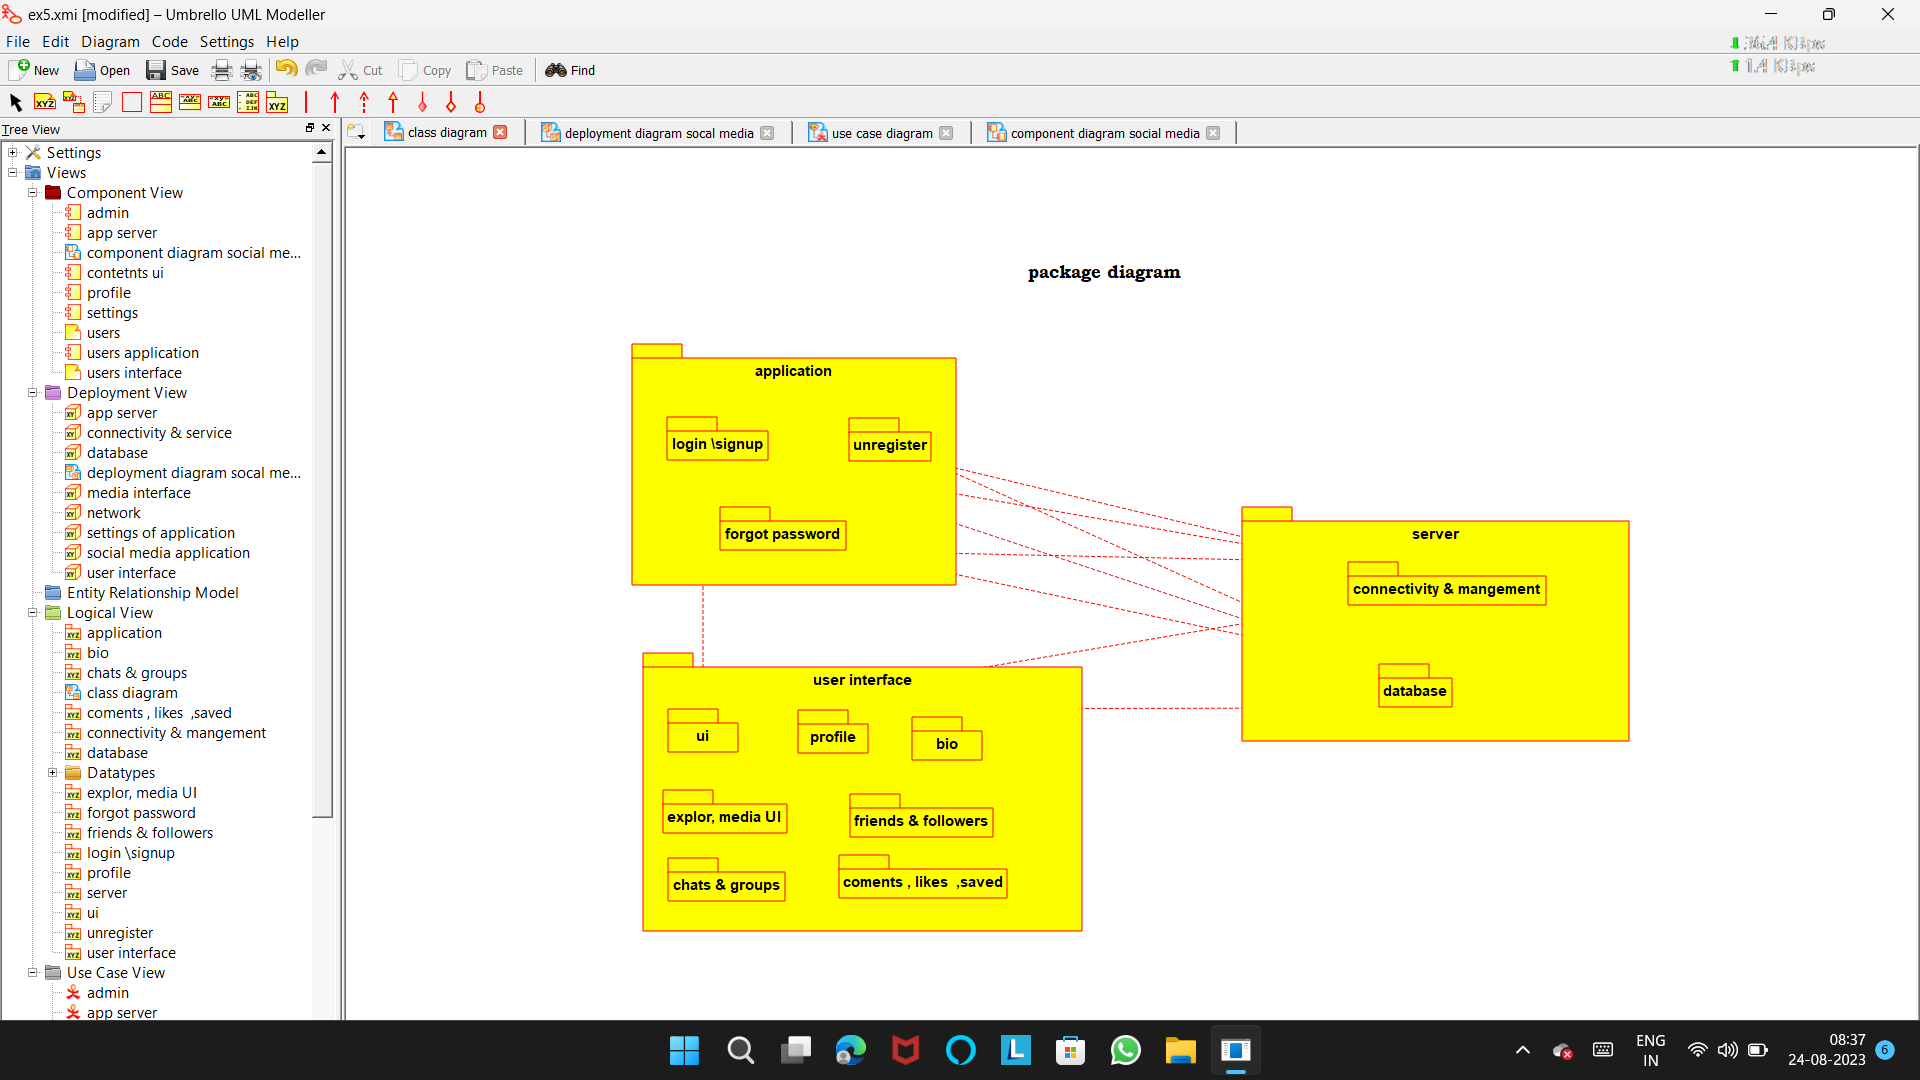 ex5.xmi [modified] – Umbrello UML Modeller
File Edit Diagram Code Settings Help
36.4 KBps
1.4 KBps
New Open Save Cut Copy Paste Find
Tree View
class diagram
deployment diagram socal media
use case diagram
component diagram social media
Settings
Views
Component View
admin
app server
component diagram social me...
contetnts ui
profile
settings
users
users application
users interface
Deployment View
app server
connectivity & service
database
deployment diagram socal me...
media interface
network
settings of application
social media application
user interface
Entity Relationship Model
Logical View
application
bio
chats & groups
class diagram
coments , likes ,saved
connectivity & mangement
database
Datatypes
explor, media UI
forgot password
friends & followers
login \signup
profile
server
ui
unregister
user interface
Use Case View
admin
app server
package diagram
application
login \signup
unregister
forgot password
server
connectivity & mangement
database
user interface
ui
profile
bio
explor, media UI
friends & followers
chats & groups
coments , likes ,saved
ENG
IN
08:37
24-08-2023
6